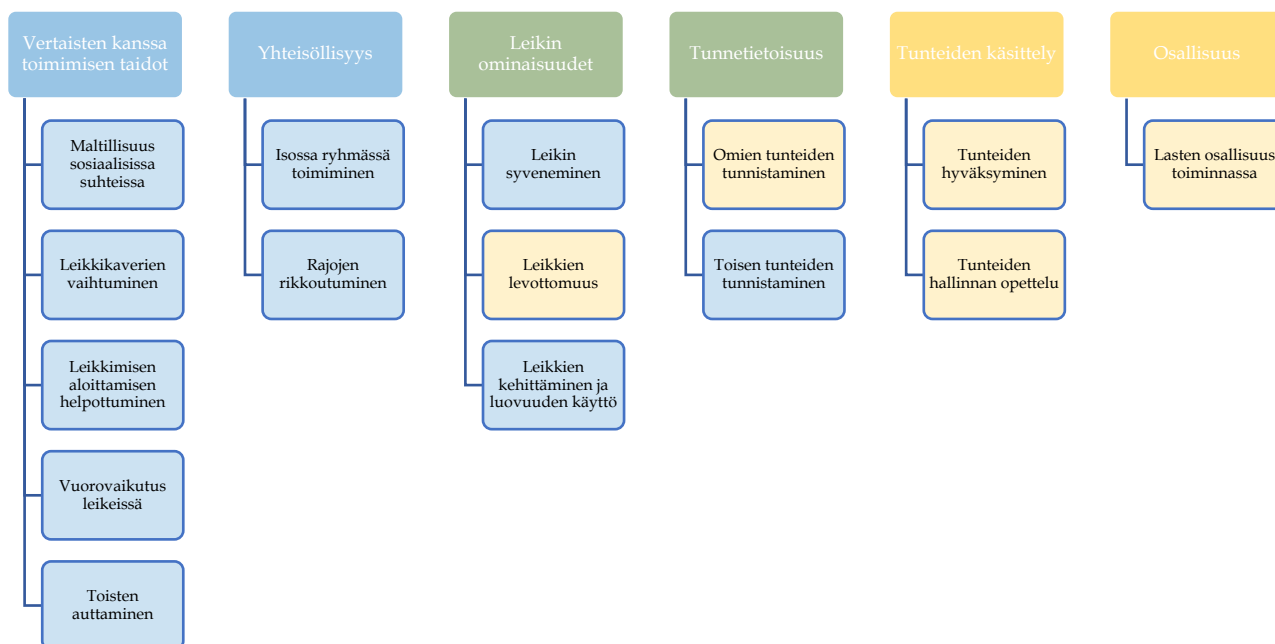 Vertaisten kanssa
toimimisen taidot
Maltillisuus
sosiaalisissa
suhteissa
Leikkikaverien
vaihtuminen
Leikkimisen
aloittamisen
helpottuminen
Vuorovaikutus
leikeissä
Toisten
auttaminen
Yhteisöllisyys
Isossa ryhmässä
toimiminen
Rajojen
rikkoutuminen
Leikin
ominaisuudet
Leikin
syveneminen
Leikkien
levottomuus
Leikkien
kehittäminen ja
luovuuden käyttö
Tunnetietoisuus
Omien tunteiden
tunnistaminen
Toisen tunteiden
tunnistaminen
Tunteiden käsittely
Tunteiden
hyväksyminen
Tunteiden
hallinnan opettelu
Osallisuus
Lasten osallisuus
toiminnassa